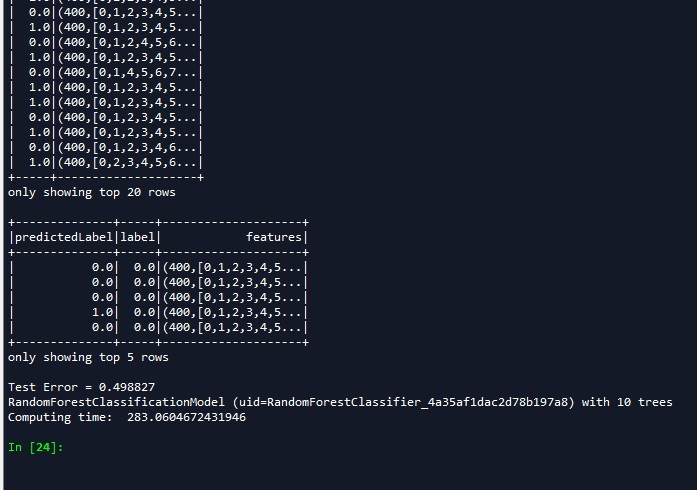 |  0.0|(400,[0,1,2,3,4,5...|
|  1.0|(400,[0,1,2,3,4,5...|
|  0.0|(400,[0,1,2,4,5,6...|
|  1.0|(400,[0,1,2,3,4,5...|
|  0.0|(400,[0,1,4,5,6,7...|
|  1.0|(400,[0,1,2,3,4,5...|
|  1.0|(400,[0,1,2,3,4,5...|
|  0.0|(400,[0,1,2,3,4,5...|
|  1.0|(400,[0,1,2,3,4,5...|
|  0.0|(400,[0,1,2,3,4,6...|
|  1.0|(400,[0,2,3,4,5,6...|
+-----+--------------------+
only showing top 20 rows
+--------------+-----+--------------------+
|predictedLabel|label|            features|
+--------------+-----+--------------------+
|           0.0|  0.0|(400,[0,1,2,3,4,5...|
|           0.0|  0.0|(400,[0,1,2,3,4,5...|
|           0.0|  0.0|(400,[0,1,2,3,4,5...|
|           1.0|  0.0|(400,[0,1,2,3,4,5...|
|           0.0|  0.0|(400,[0,1,2,3,4,5...|
+--------------+-----+--------------------+
only showing top 5 rows
Test Error = 0.498827
RandomForestClassificationModel (uid=RandomForestClassifier_4a35af1dac2d78b197a8) with 10 trees
Computing time:  283.0604672431946
In [24]: